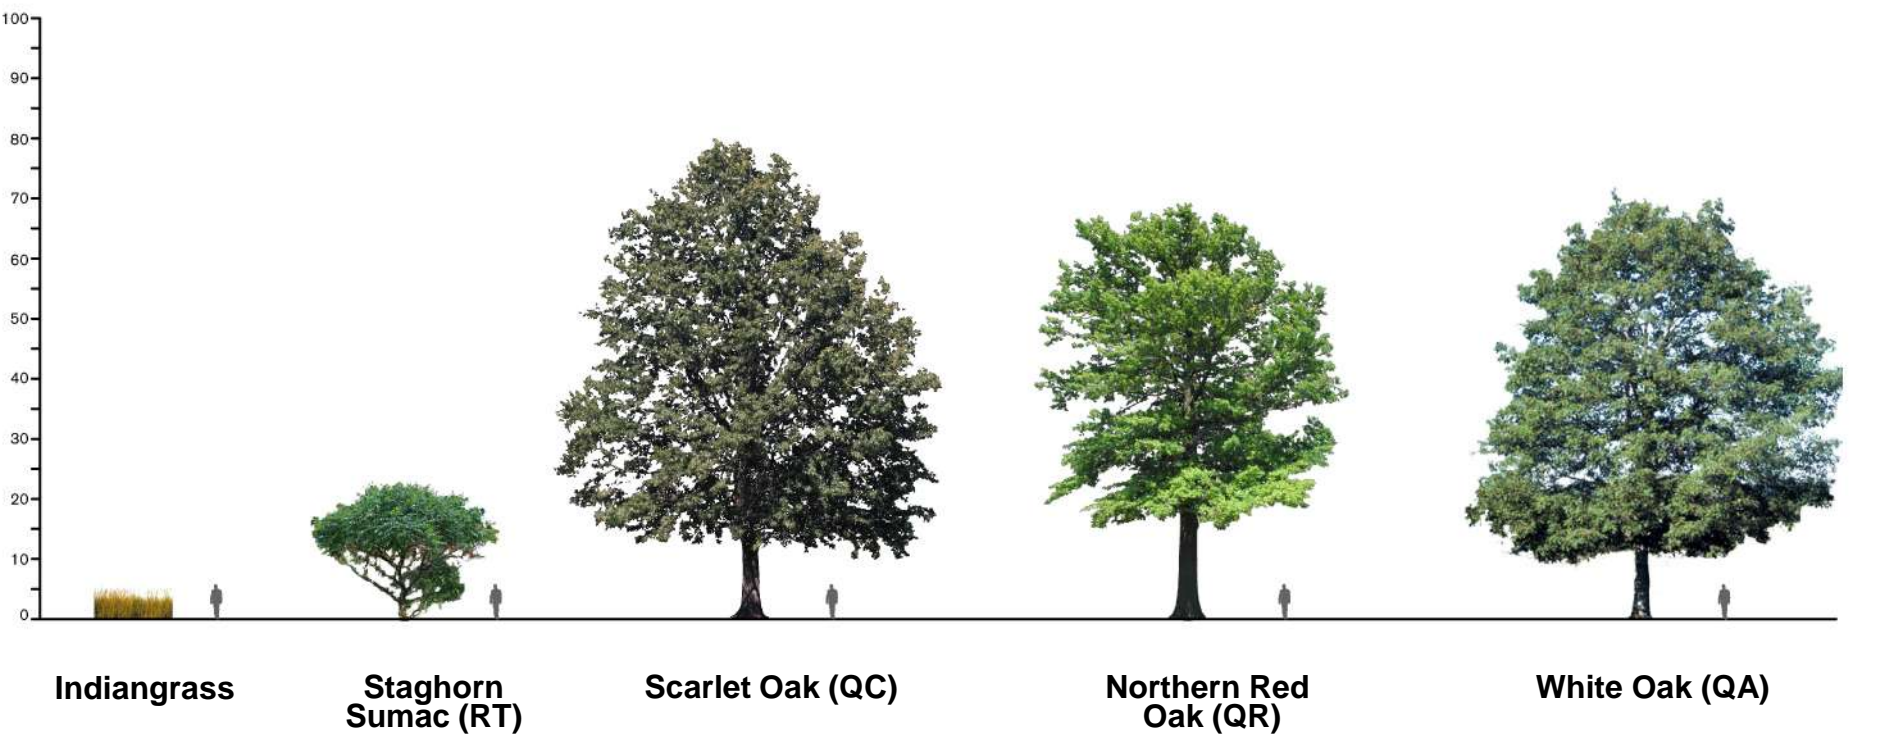 100
90
80
70
60
50
40
30
20
10
0
Indiangrass
Staghorn
Sumac (RT)
Scarlet Oak (QC)
Northern Red
Oak (QR)
White Oak (QA)